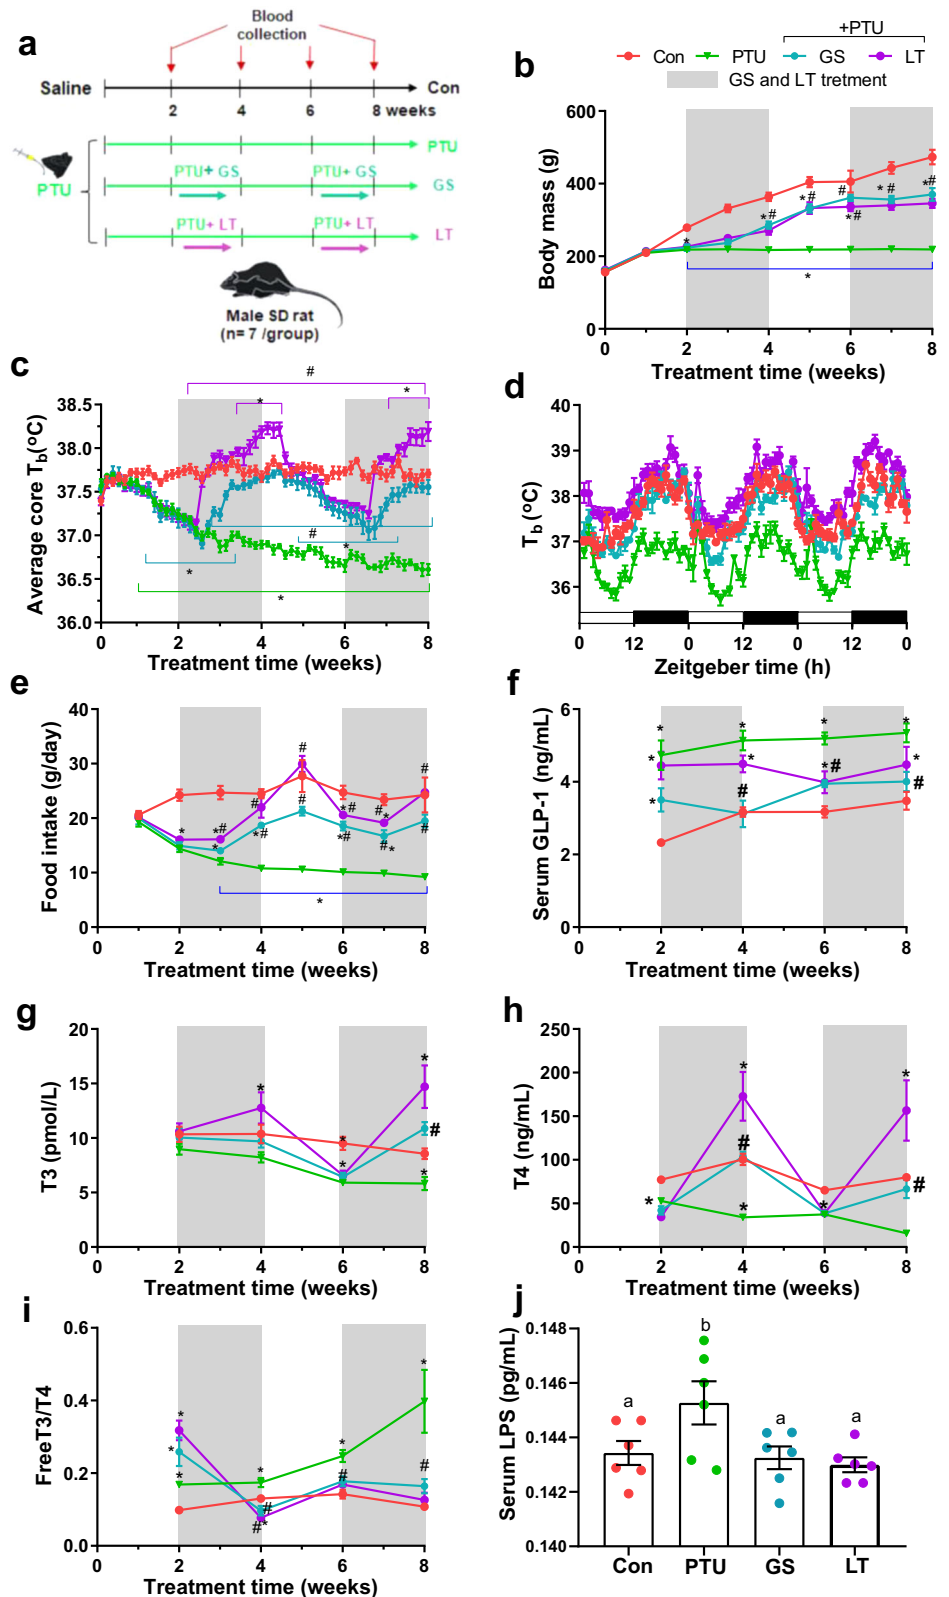 a
Blood
collection
Saline
Con
2 4 6 8 weeks
PTU
PTU+ GS PTU+ GS
GS
PTU
PTU+ LT PTU+ LT
LT
Male SD rat
(n= 7 /group)
b
+PTU
Con PTU GS LT
GS and LT tretment
Body mass (g)
600
400
200
0
*
*#
*
#
#
*#
* #
*#
*
0 2 4 6 8
Treatment time (weeks)
c
Average core Tb(oC)
38.5
38.0
37.5
37.0
36.5
36.0
#
*
*
#
*
*
*
0 2 4 6 8
Treatment time (weeks)
d
Tb (oC)
40
39
38
37
36
0 12 0 12 0 12 0
Zeitgeber time (h)
e
Food intake (g/day)
40
30
20
10
0
*
*#
*
#
*#
#
#
*#
*#
#
*
#*
#
#
*
0 2 4 6 8
Treatment time (weeks)
f
Serum GLP-1 (ng/mL)
6
4
2
0
*
*
*
*
*
#
*
*#
*
*
#
0 2 4 6 8
Treatment time (weeks)
g
T3 (pmol/L)
20
15
10
5
0
*
*
*
*
#
*
0 2 4 6 8
Treatment time (weeks)
h
T4 (ng/mL)
250
200
150
100
50
0
*
*
#
*
*
*
#
0 2 4 6 8
Treatment time (weeks)
i
FreeT3/T4
0.6
0.4
0.2
0.0
*
*
*
*
#
#*
*
#
*
#
0 2 4 6 8
Treatment time (weeks)
j
Serum LPS (pg/mL)
0.148
0.146
0.144
0.142
0.140
a b a a
Con PTU GS LT